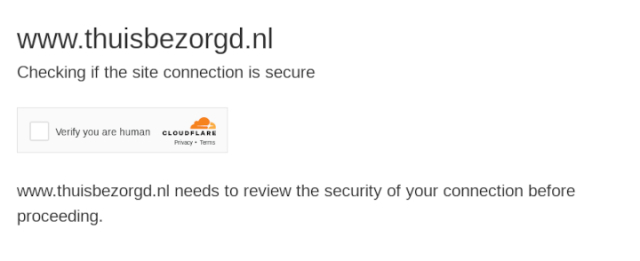 www.thuisbezorgd.nl
Checking if the site connection is secure
Verify you are human
CLOUDFLARE
Privacy • Terms
www.thuisbezorgd.nl needs to review the security of your connection before
proceeding.